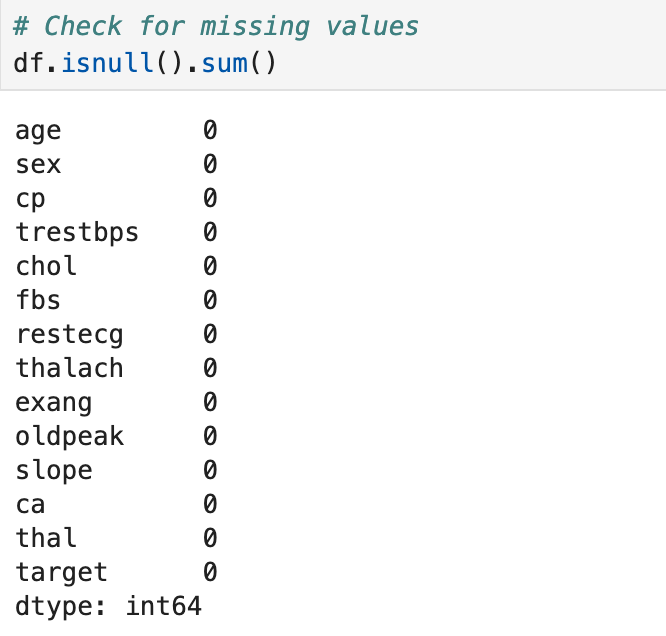 # Check for missing values
df.isnull().sum()
age 0
sex 0
cp 0
trestbps 0
chol 0
fbs 0
restecg 0
thalach 0
exang 0
oldpeak 0
slope 0
ca 0
thal 0
target 0
dtype: int64